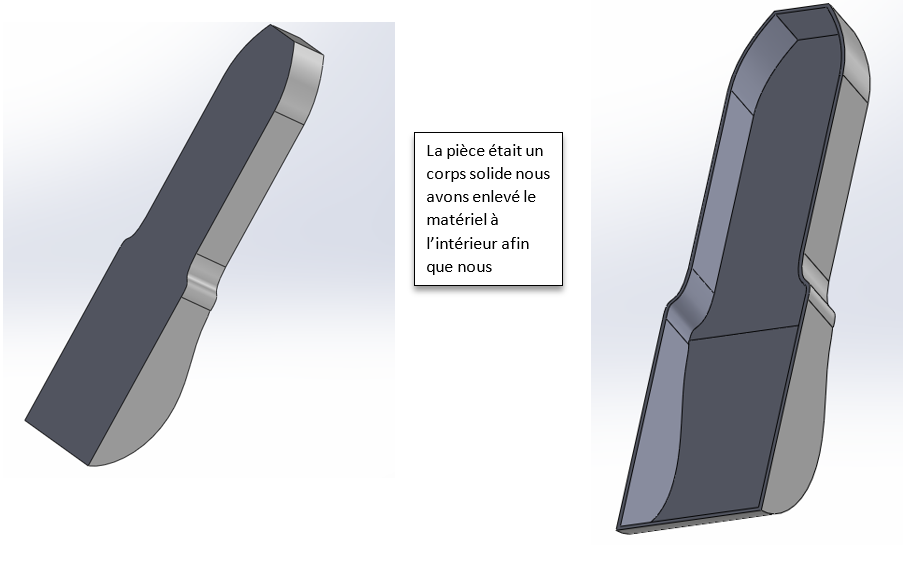 La pièce était un
corps solide nous
avons enlevé le
matériel à
l'intérieur afin
que nous